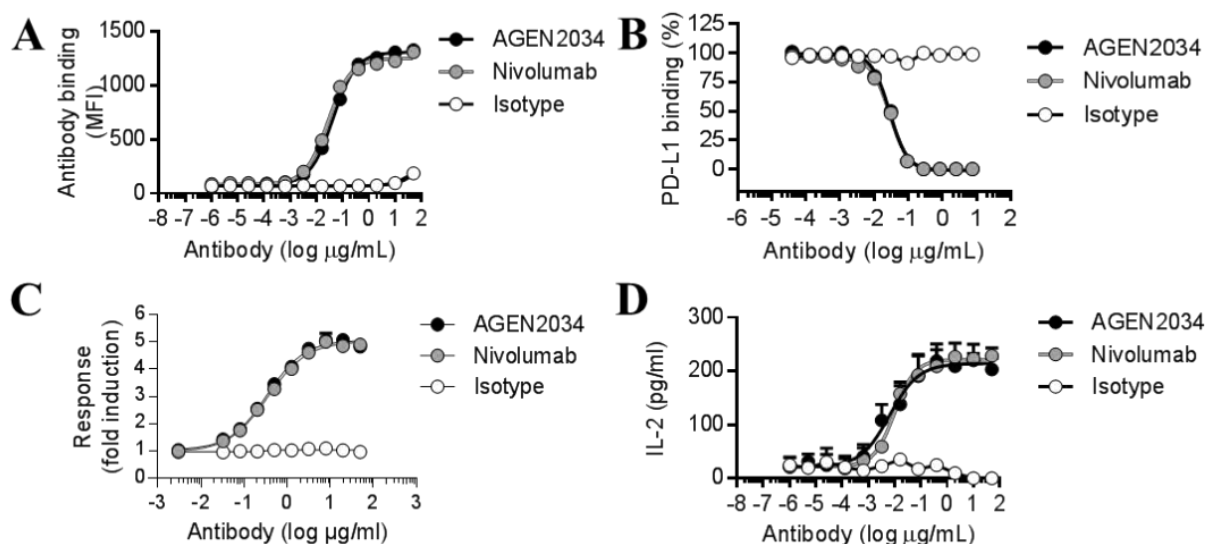 A
Antibody binding
(MFI)
1500
1000
500
0
-8 -7 -6 -5 -4 -3 -2 -1 0 1 2
Antibody (log μg/mL)
AGEN2034
Nivolumab
Isotype
B
PD-L1 binding (%)
125
100
75
50
25
0
-6 -5 -4 -3 -2 -1 0 1 2
Antibody (log μg/mL)
AGEN2034
Nivolumab
Isotype
C
Response
(fold induction)
6
5
4
3
2
1
0
-3 -2 -1 0 1 2 3
Antibody (log μg/ml)
AGEN2034
Nivolumab
Isotype
D
IL-2 (pg/ml)
300
200
100
0
-8 -7 -6 -5 -4 -3 -2 -1 0 1 2
Antibody (log μg/mL)
AGEN2034
Nivolumab
Isotype